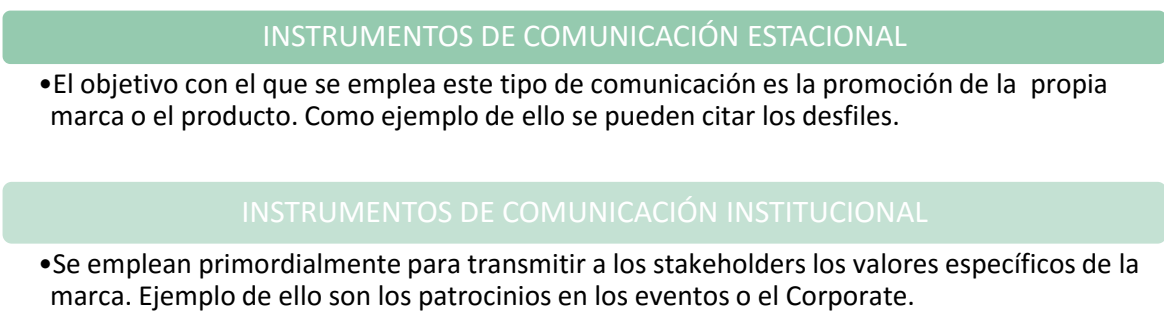 INSTRUMENTOS DE COMUNICACIÓN ESTACIONAL
•El objetivo con el que se emplea este tipo de comunicación es la promoción de la propia
marca o el producto. Como ejemplo de ello se pueden citar los desfiles.
INSTRUMENTOS DE COMUNICACIÓN INSTITUCIONAL
•Se emplean primordialmente para transmitir a los stakeholders los valores específicos de la
marca. Ejemplo de ello son los patrocinios en los eventos o el Corporate.